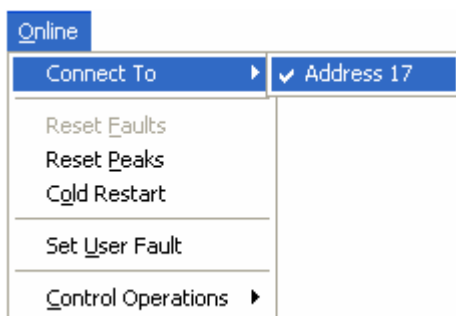 Online
Connect To
Address 17
Reset Faults
Reset Peaks
Cold Restart
Set User Fault
Control Operations